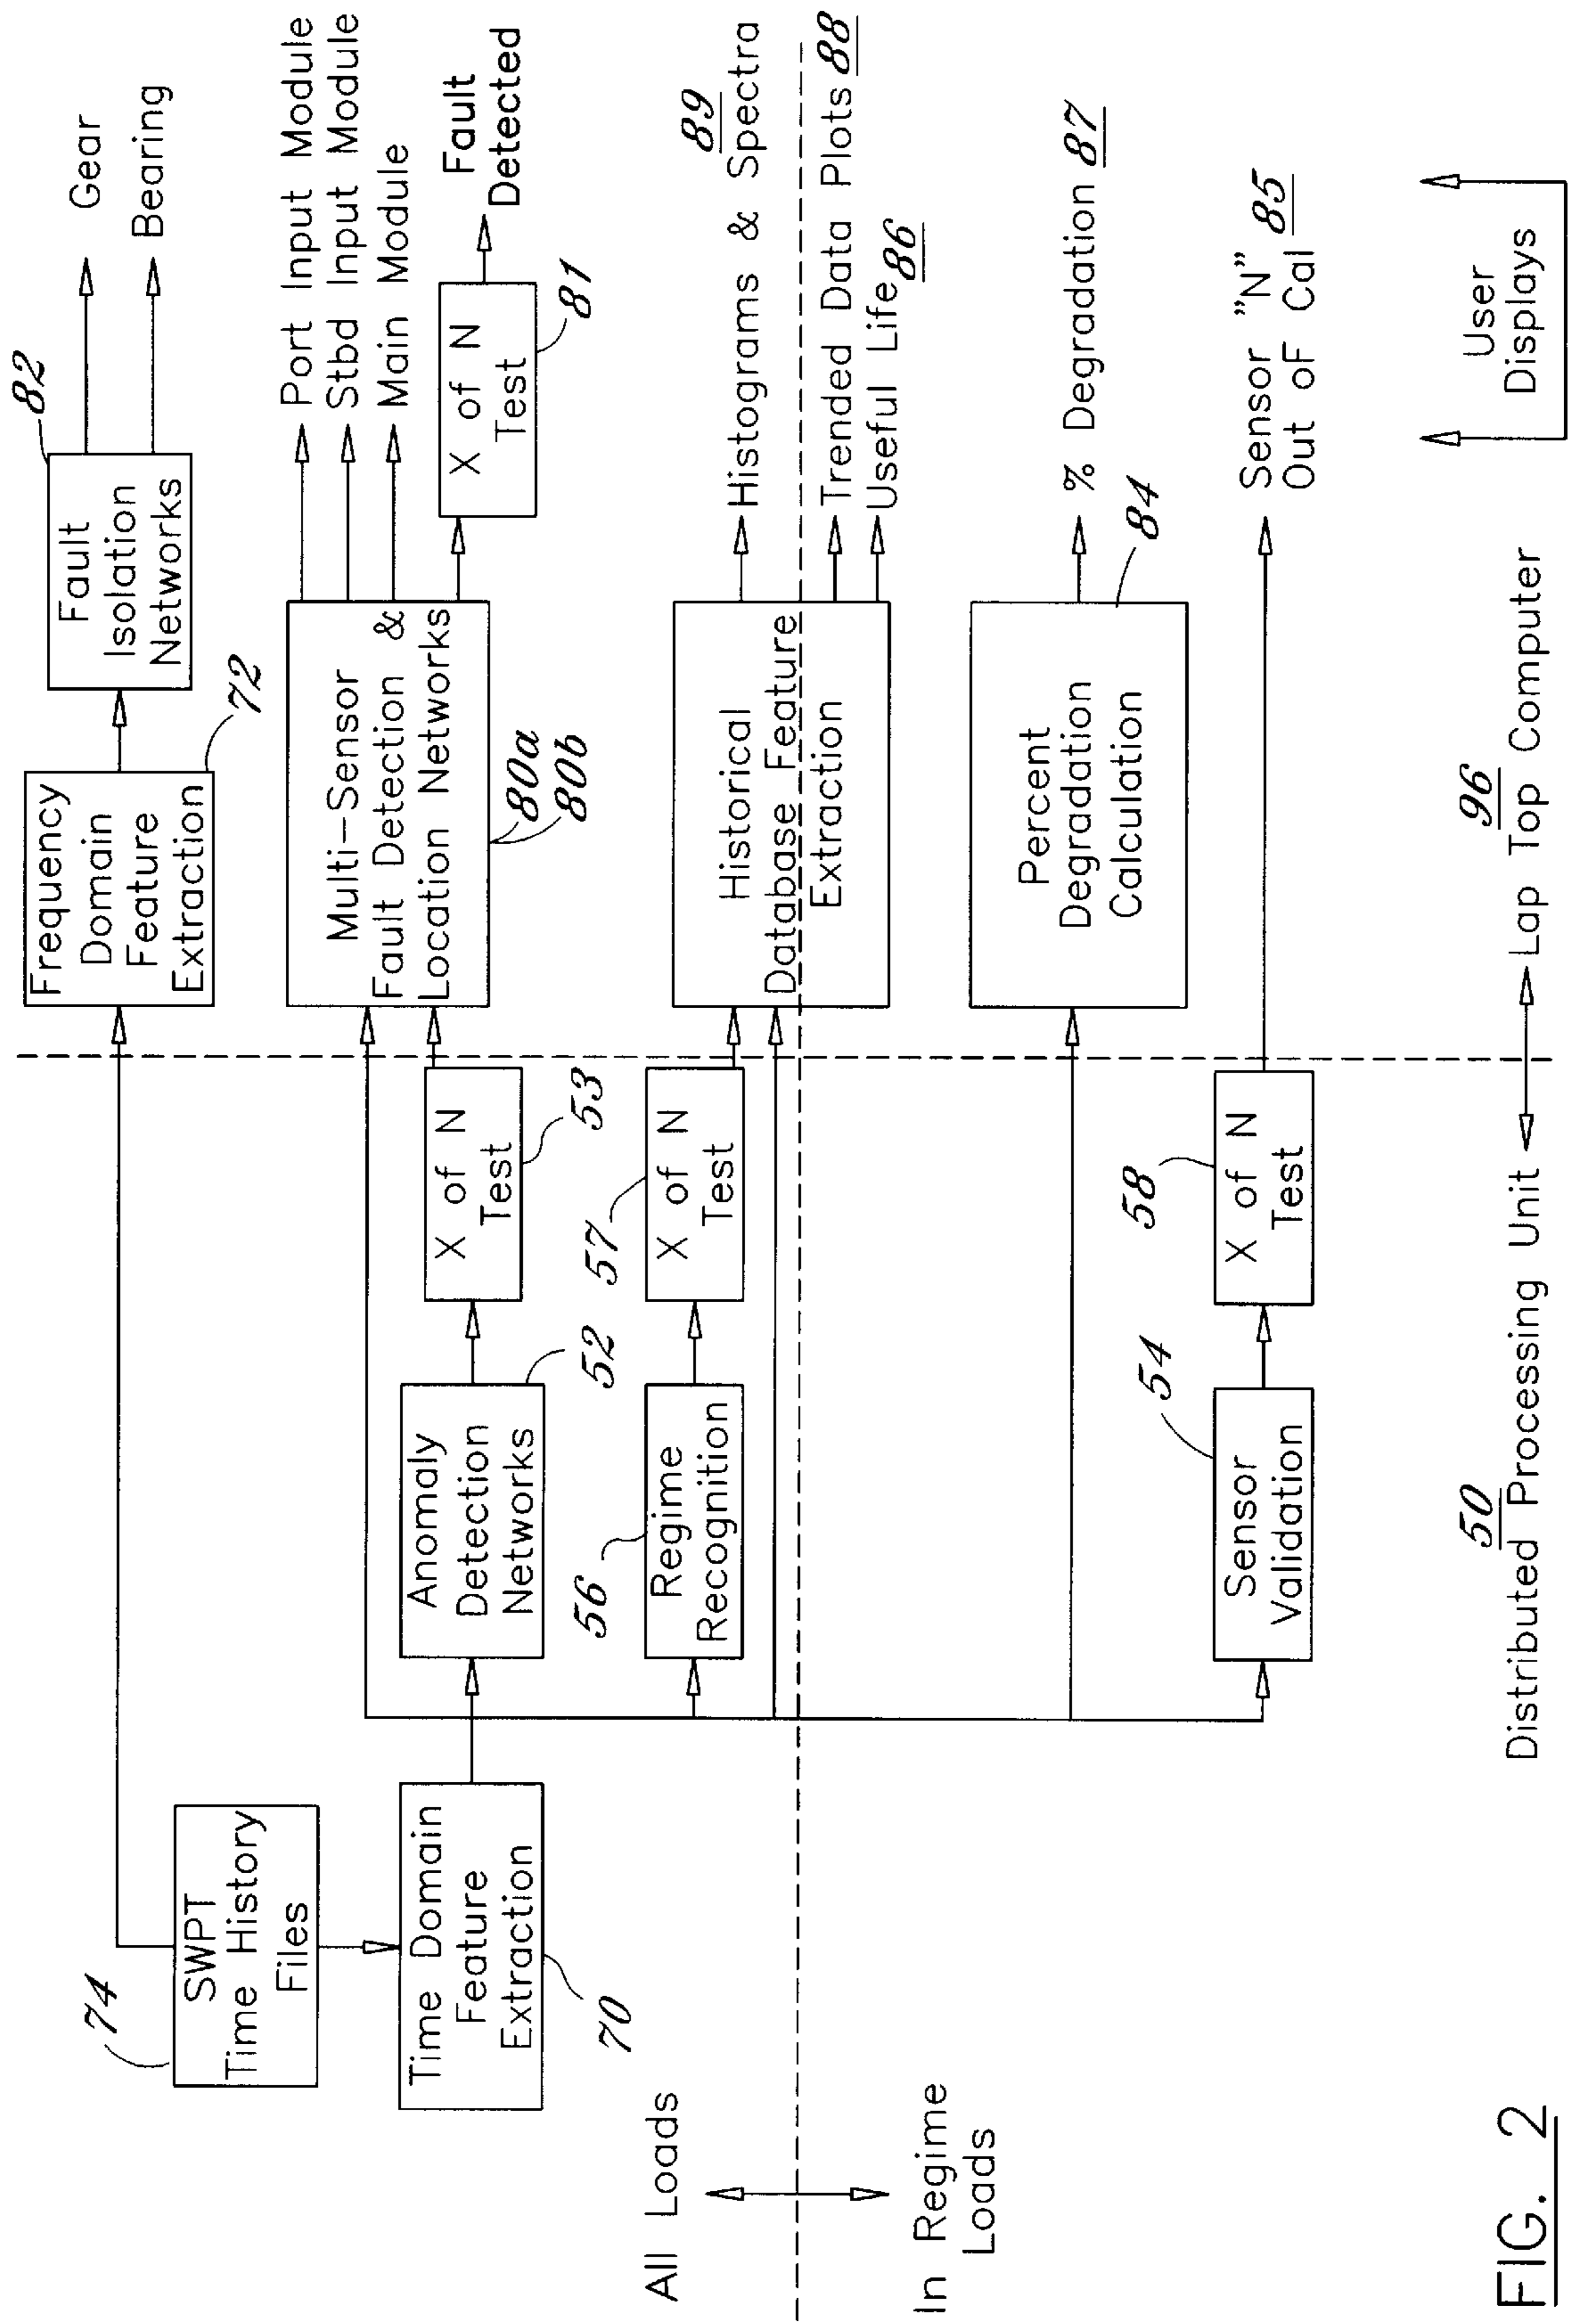 74
SWPT
Time History
Files
Time Domain
Feature
Extraction
70
All Loads
In Regime
Loads
Anomaly
Detection
Networks
52
X of N
Test
53
56
Regime
Recognition
57
X of N
Test
54
Sensor
Validation
58
X of N
Test
50
Distributed Processing Unit
Frequency
Domain
Feature
Extraction
72
Fault
Isolation
Networks
82
Gear
Bearing
Multi-Sensor
Fault Detection &
Location Networks
80a
80b
Port Input Module
Stbd Input Module
Main Module
X of N
Test
81
Fault
Detected
Historical
Database Feature
Extraction
89
Histograms & Spectra
Trended Data Plots 88
Useful Life 86
Percent
Degradation
Calculation
84
% Degradation 87
Sensor "N"
Out oF Cal 85
96
Lap Top Computer
User
Displays
FIG. 2